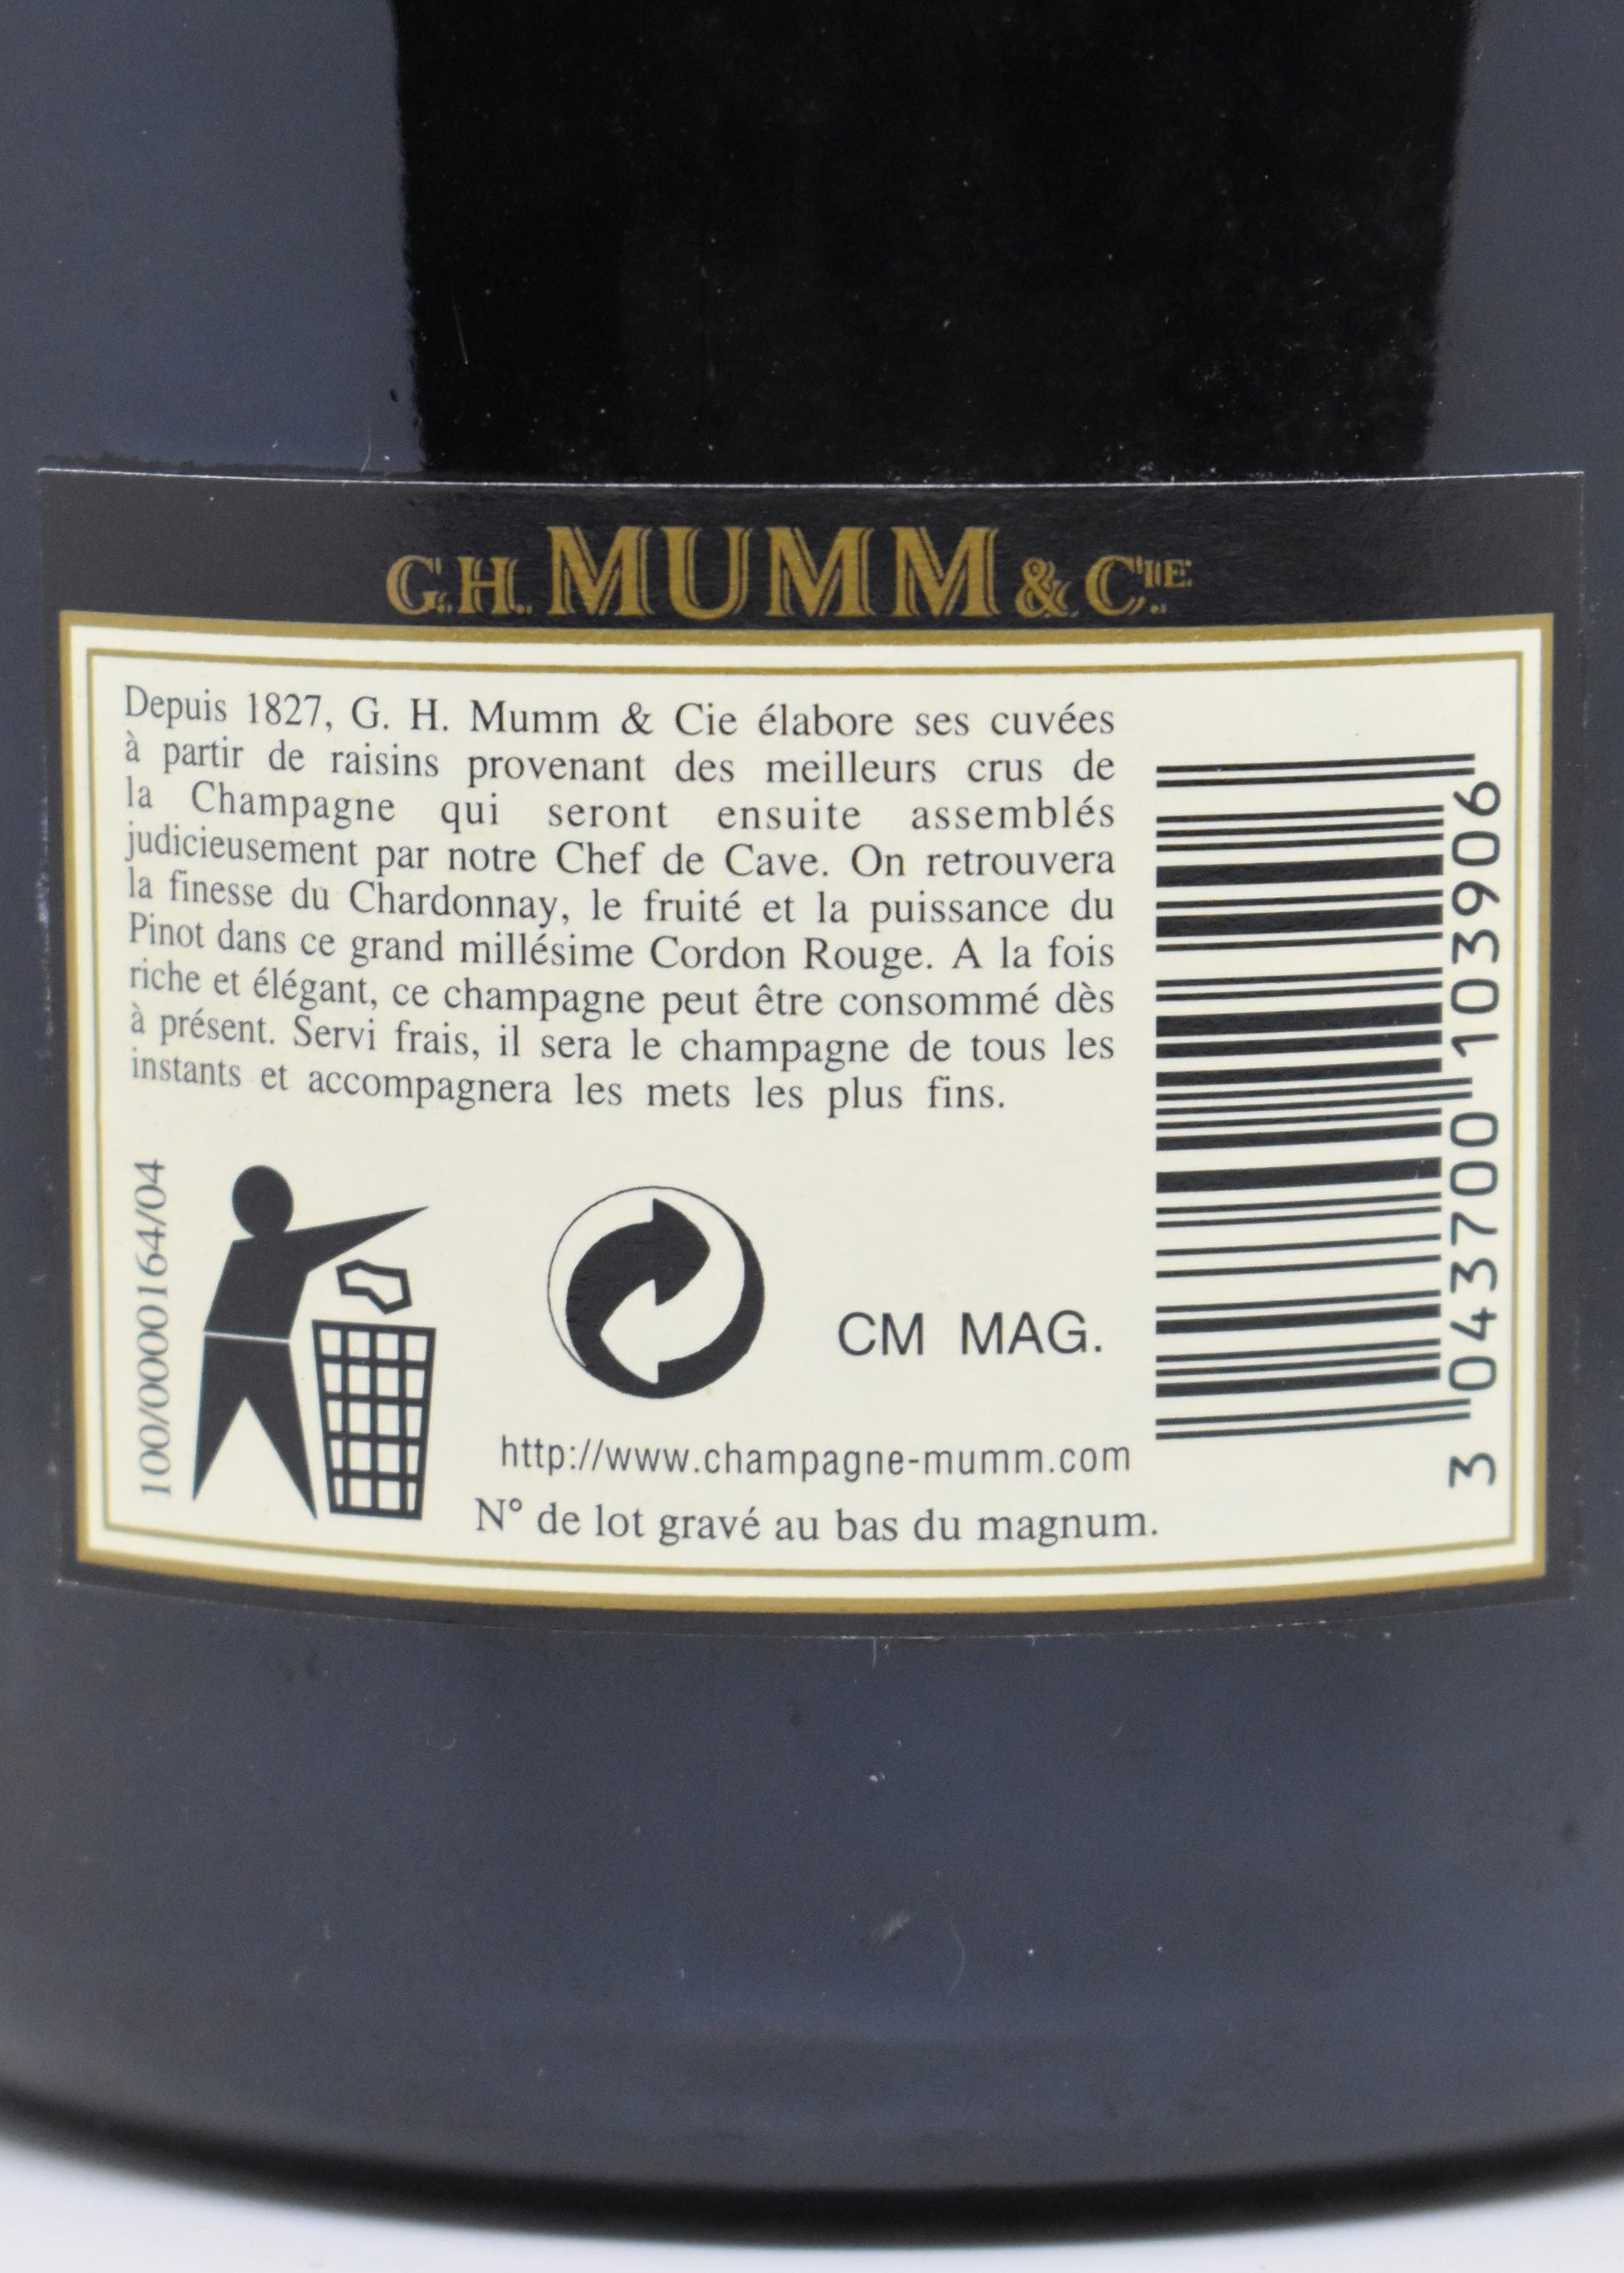 G.H. MUMM & CIE
Depuis 1827, G. H. Mumm & Cie élabore ses cuvées
à partir de raisins provenant des meilleurs crus de
la Champagne qui seront ensuite assemblés
judicieusement par notre Chef de Cave. On retrouvera
la finesse du Chardonnay, le fruité et la puissance du
Pinot dans ce grand millésime Cordon Rouge. A la fois
riche et élégant, ce champagne peut être consommé dès
à présent. Servi frais, il sera le champagne de tous les
instants et accompagnera les mets les plus fins.
100/0000164/04
CM MAG.
http://www.champagne-mumm.com
N° de lot gravé au bas du magnum.
3 043700 103906